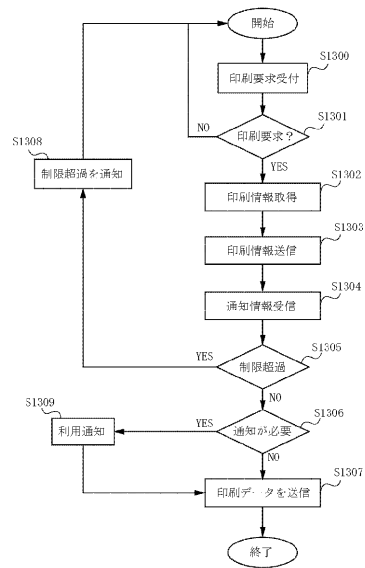 開始
S1300
印刷要求受付
S1301
印刷要求？
NO
YES
S1308
制限超過を通知
S1302
印刷情報取得
S1303
印刷情報送信
S1304
通知情報受信
S1305
YES
制限超過
NO
S1309
利用通知
YES
S1306
通知が必要
NO
S1307
印刷データを送信
終了